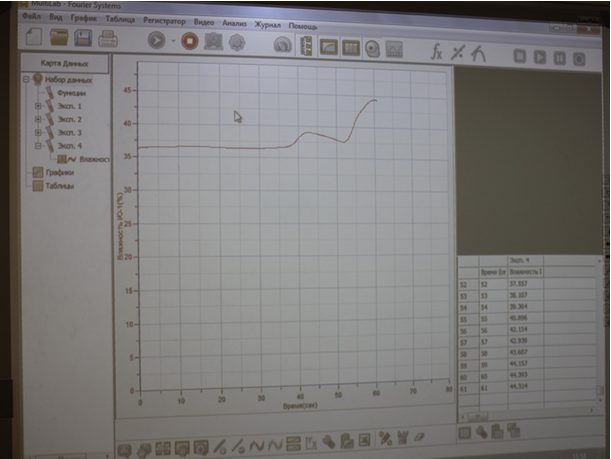 MultiLab - Fourier Systems
Файл Вид График Таблица Регистратор Видео Анализ Журнал Помощь
Карта Данных
Набор данных
Функции
Эксп. 1
Эксп. 2
Эксп. 3
Эксп. 4
Влажност
Графики
Таблицы
Влажность ИО-1(%)
45
40
35
30
25
20
15
10
5
0
0 10 20 30 40 50 60 70 80
Время(сек)
Эксп. 4
Время (се Влажность I
52 52 37.557
53 53 38.107
54 54 39.364
55 55 40.896
56 56 42.154
57 57 42.939
58 58 43.607
59 59 44.157
60 60 44.393
61 61 44.314